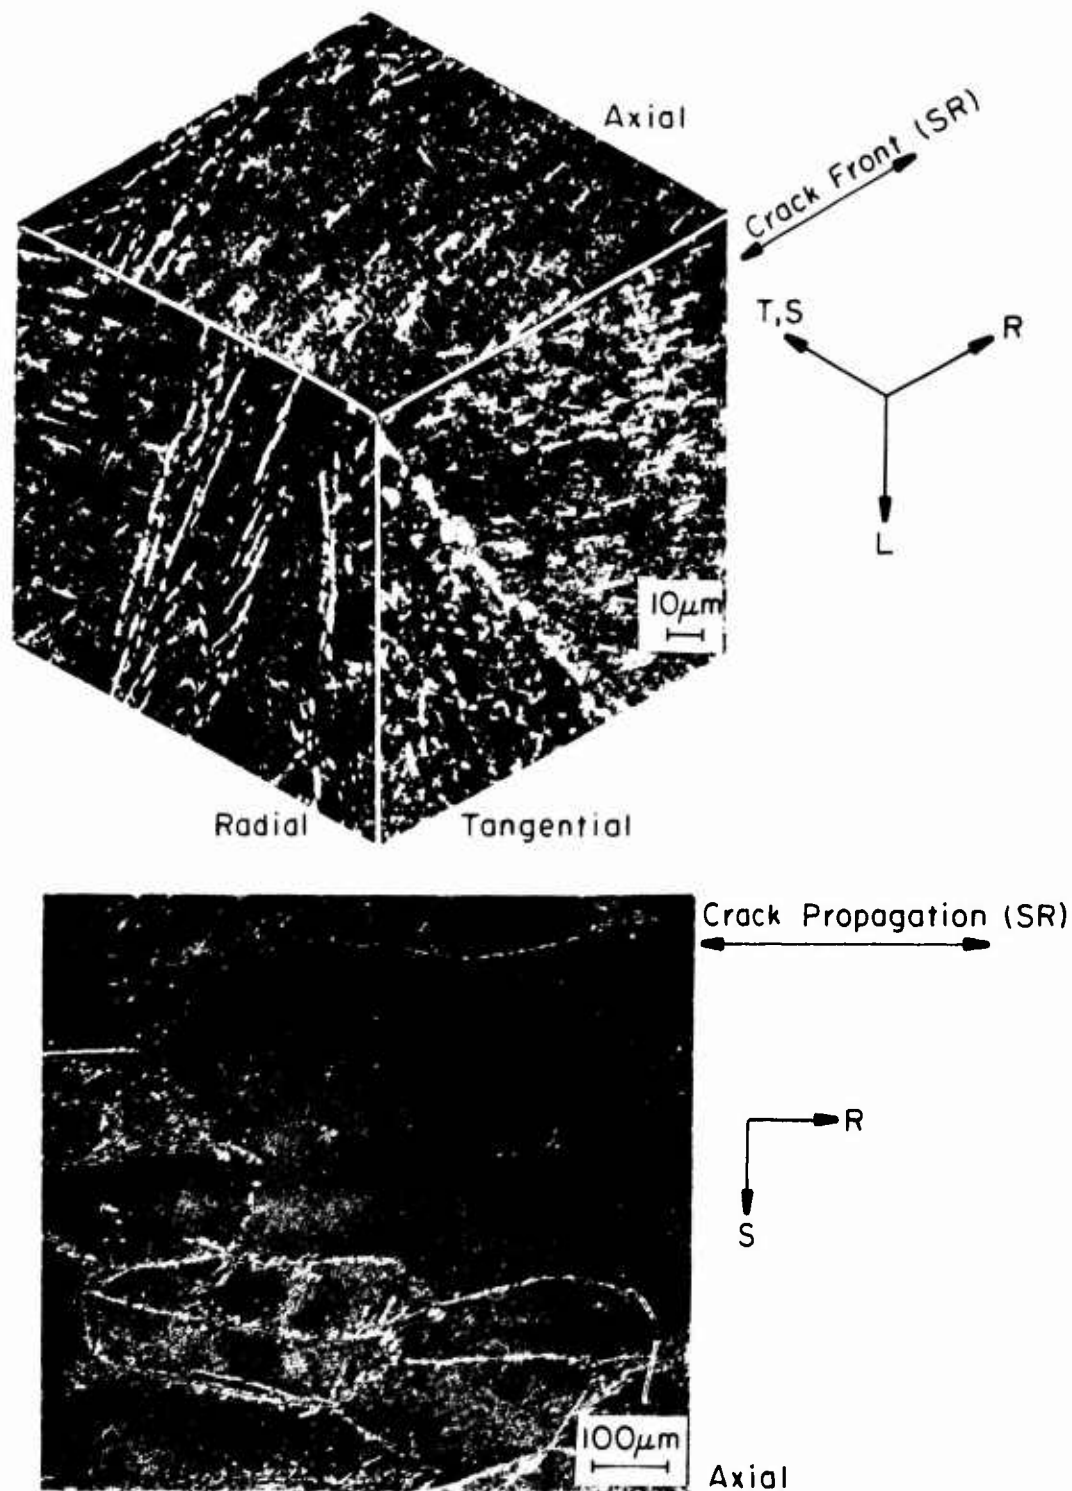 Axial
Crack Front (SR)
T,S
R
L
10μm
Radial
Tangential
Crack Propagation (SR)
R
S
100μm
Axial